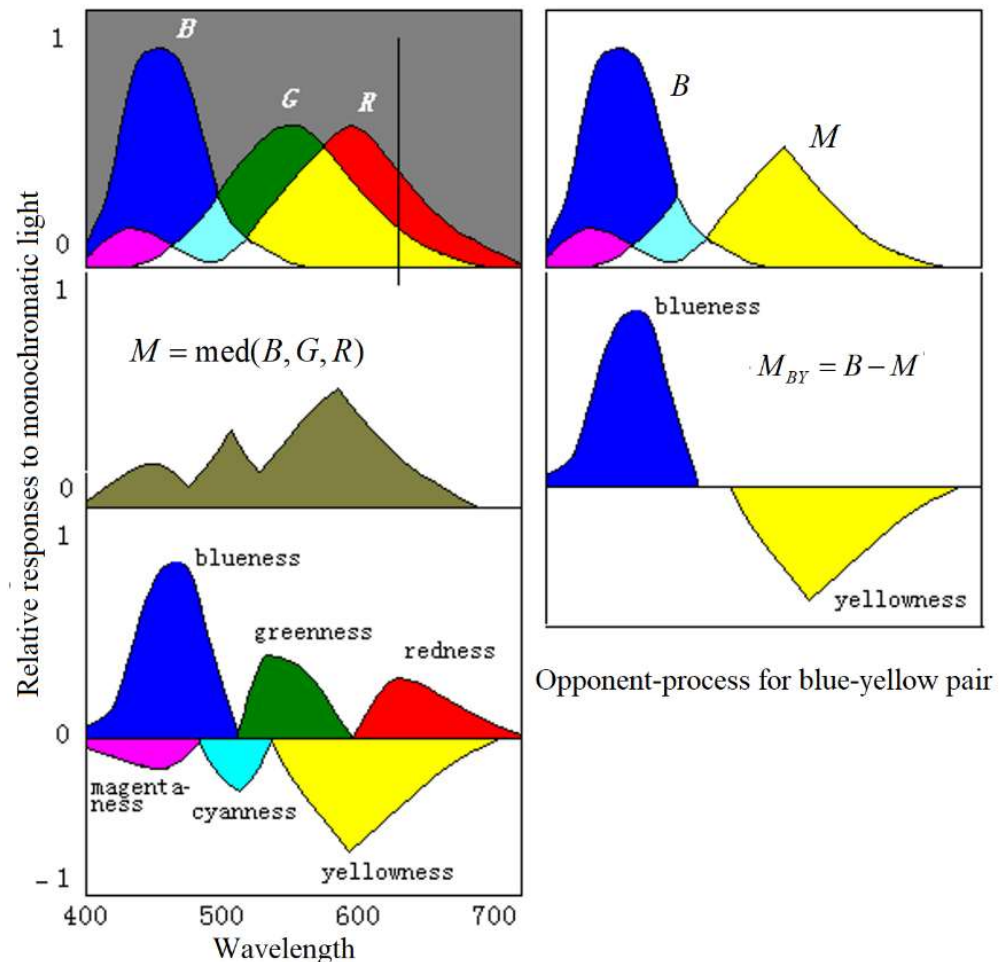 Relative responses to monochromatic light
1
B
G
R
0
1
M = med(B, G, R)
0
1
blueness
greenness
redness
0
magenta-
ness
cyanness
yellowness
-1
400 500 600 700
Wavelength
B
M
blueness
M_BY = B - M
yellowness
Opponent-process for blue-yellow pair